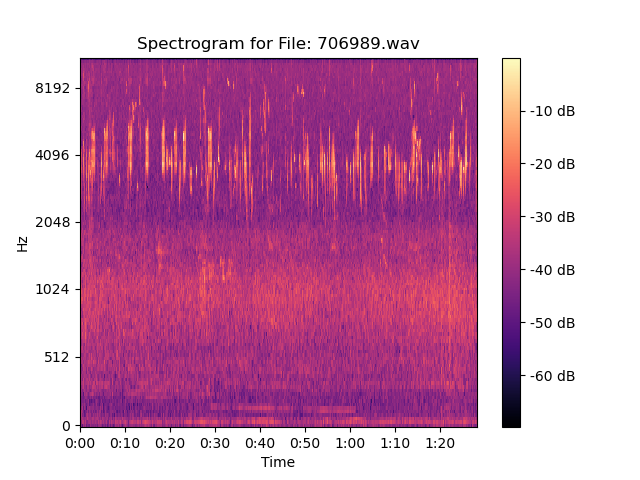 Spectrogram for File: 706989.wav
8192
4096
2048
1024
512
0
Hz
0:00 0:10 0:20 0:30 0:40 0:50 1:00 1:10 1:20
Time
-10 dB
-20 dB
-30 dB
-40 dB
-50 dB
-60 dB